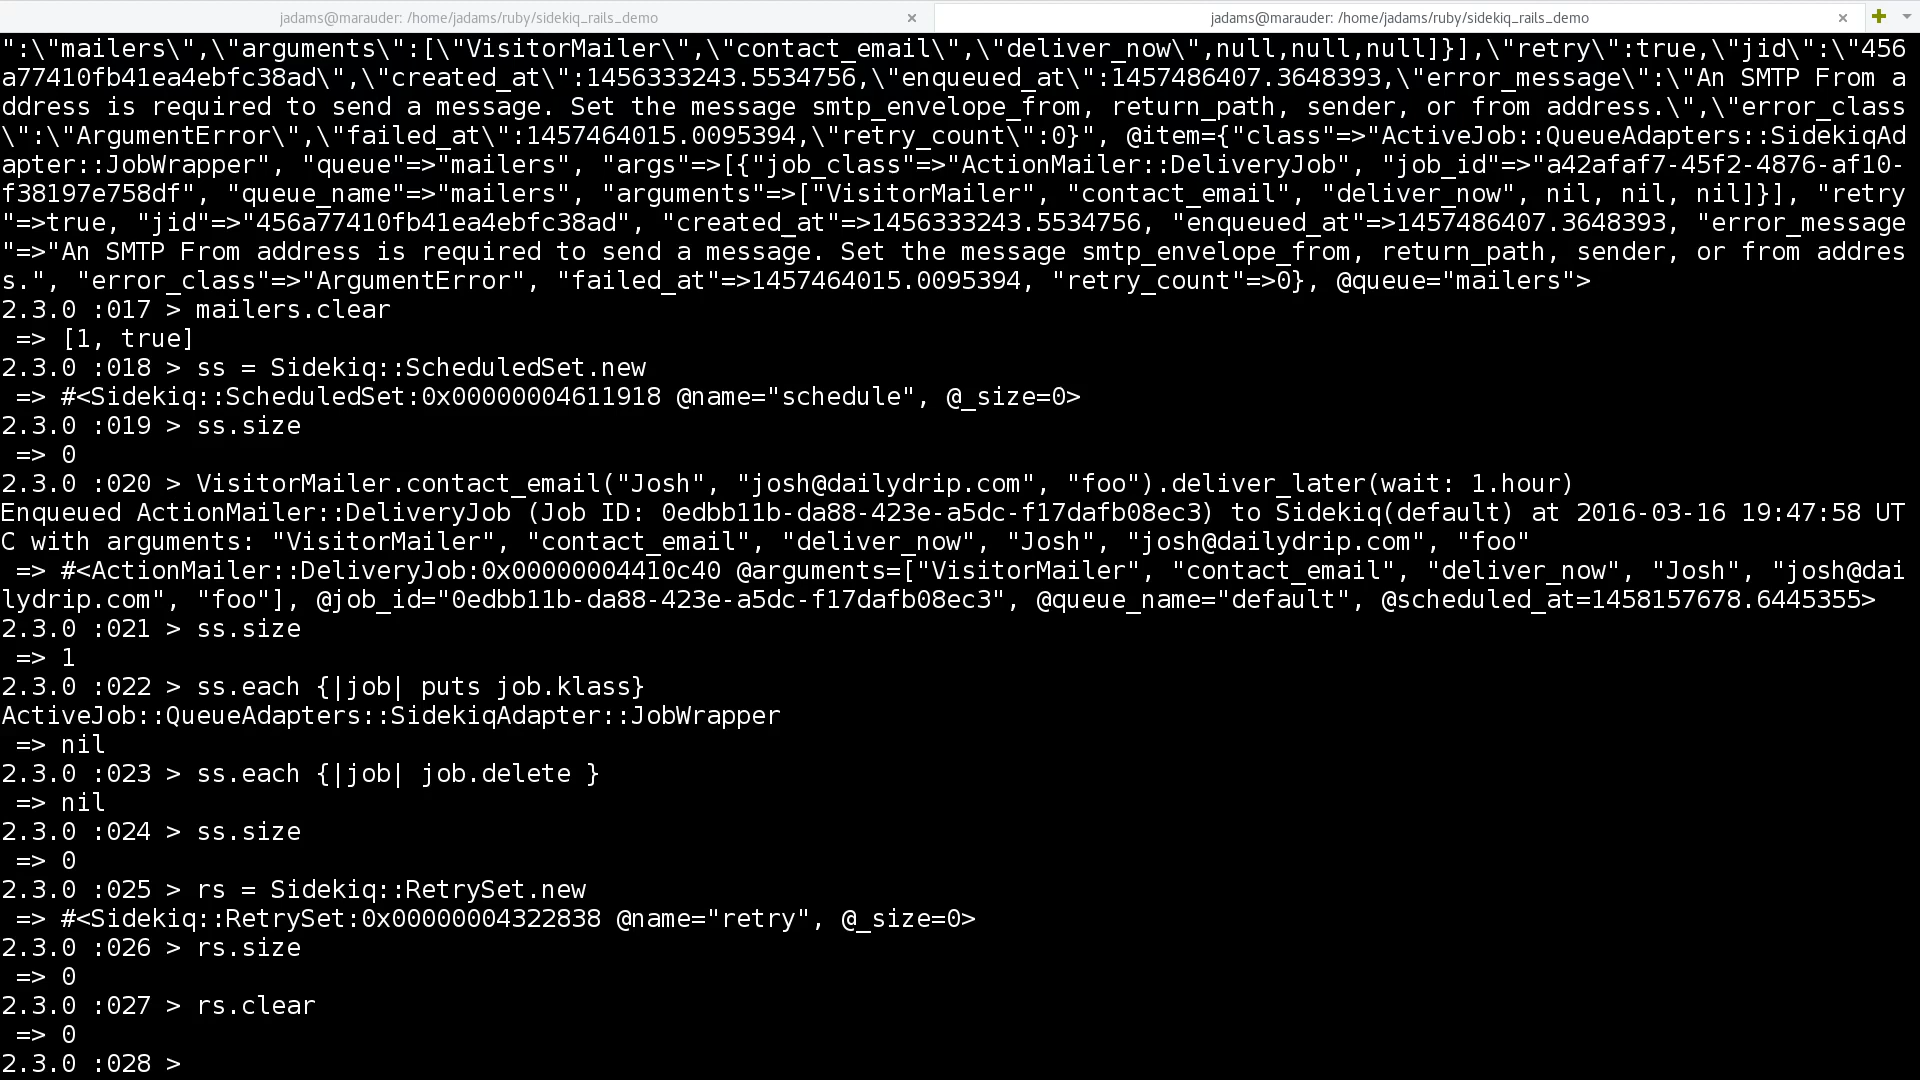 jadams@marauder: /home/jadams/ruby/sidekiq_rails_demo × jadams@marauder: /home/jadams/ruby/sidekiq_rails_demo ×
":\"mailers\",\"arguments\":[\"VisitorMailer\",\"contact_email\",\"deliver_now\",null,null,null]}],\"retry\":true,\"jid\":\"456
a77410fb41ea4ebfc38ad\",\"created_at\":1456333243.5534756,\"enqueued_at\":1457486407.3648393,\"error_message\":\"An SMTP From a
ddress is required to send a message. Set the message smtp_envelope_from, return_path, sender, or from address.\",\"error_class
\":\"ArgumentError\",\"failed_at\":1457464015.0095394,\"retry_count\":0}", @item={"class"=>"ActiveJob::QueueAdapters::SidekiqAd
apter::JobWrapper", "queue"=>"mailers", "args"=>[{"job_class"=>"ActionMailer::DeliveryJob", "job_id"=>"a42afaf7-45f2-4876-af10-
f38197e758df", "queue_name"=>"mailers", "arguments"=>["VisitorMailer", "contact_email", "deliver_now", nil, nil, nil]}], "retry
"=>true, "jid"=>"456a77410fb41ea4ebfc38ad", "created_at"=>1456333243.5534756, "enqueued_at"=>1457486407.3648393, "error_message
"=>"An SMTP From address is required to send a message. Set the message smtp_envelope_from, return_path, sender, or from addres
s.", "error_class"=>"ArgumentError", "failed_at"=>1457464015.0095394, "retry_count"=>0}, @queue="mailers">
2.3.0 :017 > mailers.clear
 => [1, true]
2.3.0 :018 > ss = Sidekiq::ScheduledSet.new
 => #<Sidekiq::ScheduledSet:0x00000004611918 @name="schedule", @_size=0>
2.3.0 :019 > ss.size
 => 0
2.3.0 :020 > VisitorMailer.contact_email("Josh", "josh@dailydrip.com", "foo").deliver_later(wait: 1.hour)
Enqueued ActionMailer::DeliveryJob (Job ID: 0edbb11b-da88-423e-a5dc-f17dafb08ec3) to Sidekiq(default) at 2016-03-16 19:47:58 UT
C with arguments: "VisitorMailer", "contact_email", "deliver_now", "Josh", "josh@dailydrip.com", "foo"
 => #<ActionMailer::DeliveryJob:0x00000004410c40 @arguments=["VisitorMailer", "contact_email", "deliver_now", "Josh", "josh@dai
lydrip.com", "foo"], @job_id="0edbb11b-da88-423e-a5dc-f17dafb08ec3", @queue_name="default", @scheduled_at=1458157678.6445355>
2.3.0 :021 > ss.size
 => 1
2.3.0 :022 > ss.each {|job| puts job.klass}
ActiveJob::QueueAdapters::SidekiqAdapter::JobWrapper
 => nil
2.3.0 :023 > ss.each {|job| job.delete }
 => nil
2.3.0 :024 > ss.size
 => 0
2.3.0 :025 > rs = Sidekiq::RetrySet.new
 => #<Sidekiq::RetrySet:0x00000004322838 @name="retry", @_size=0>
2.3.0 :026 > rs.size
 => 0
2.3.0 :027 > rs.clear
 => 0
2.3.0 :028 >